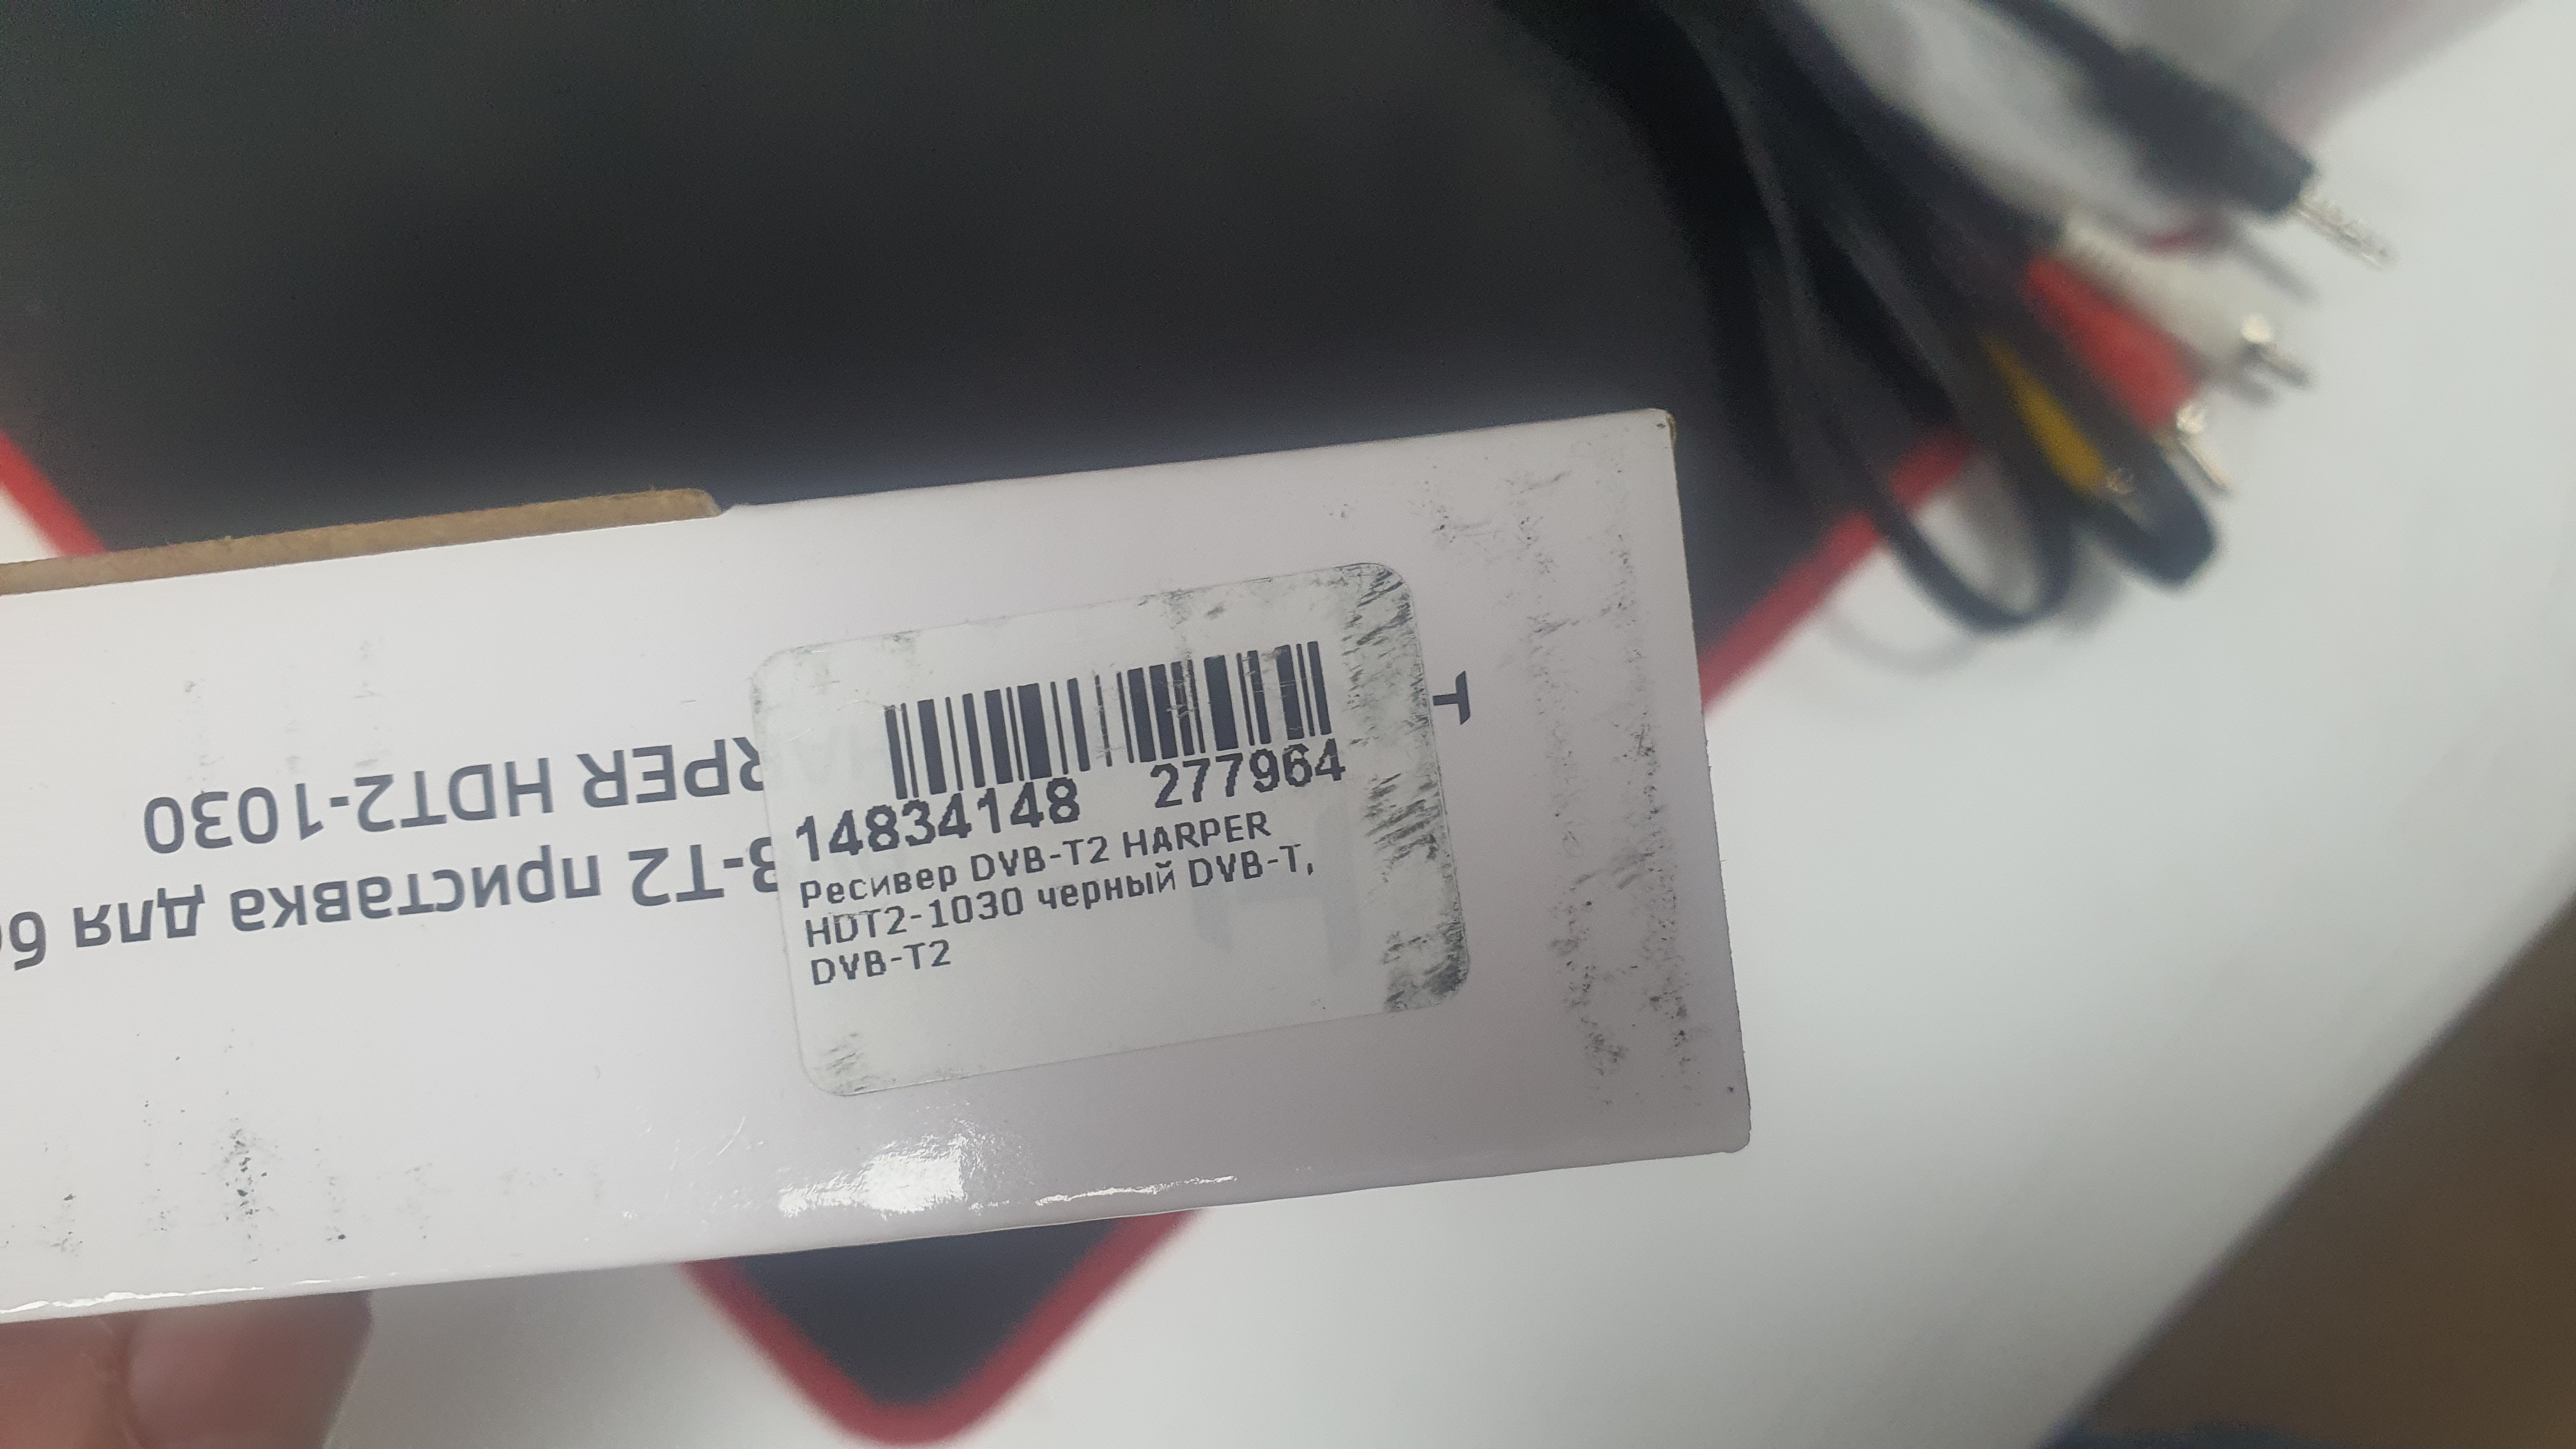 14834148 277964
Ресивер DVB-T2 HARPER
HDT2-1030 черный DVB-T,
DVB-T2
RPER HDT2-1030
-T2 приставка для